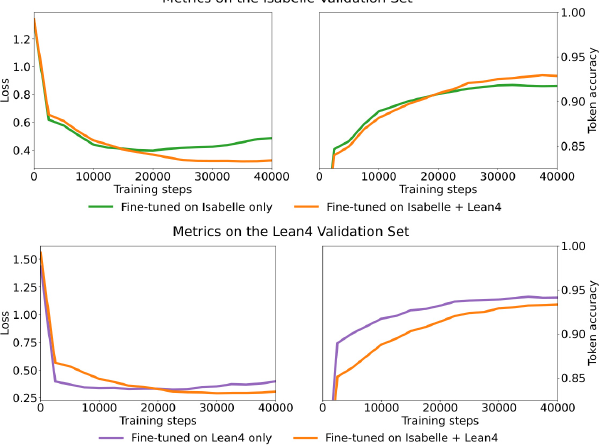 Metrics on the Isabelle Validation Set
1.2
1.0
0.8
0.6
0.4
Loss
0 10000 20000 30000 40000
Training steps
1.00
0.95
0.90
0.85
Token accuracy
0 10000 20000 30000 40000
Training steps
Fine-tuned on Isabelle only Fine-tuned on Isabelle + Lean4
Metrics on the Lean4 Validation Set
1.50
1.25
1.00
0.75
0.50
0.25
Loss
0 10000 20000 30000 40000
Training steps
1.00
0.95
0.90
0.85
Token accuracy
0 10000 20000 30000 40000
Training steps
Fine-tuned on Lean4 only Fine-tuned on Isabelle + Lean4